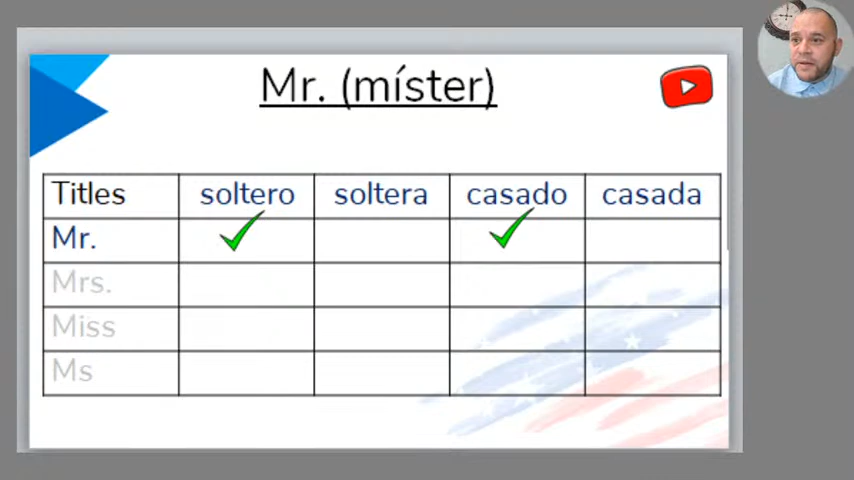 Mr. (míster)
Titles soltero soltera casado casada
Mr.
Mrs.
Miss
Ms